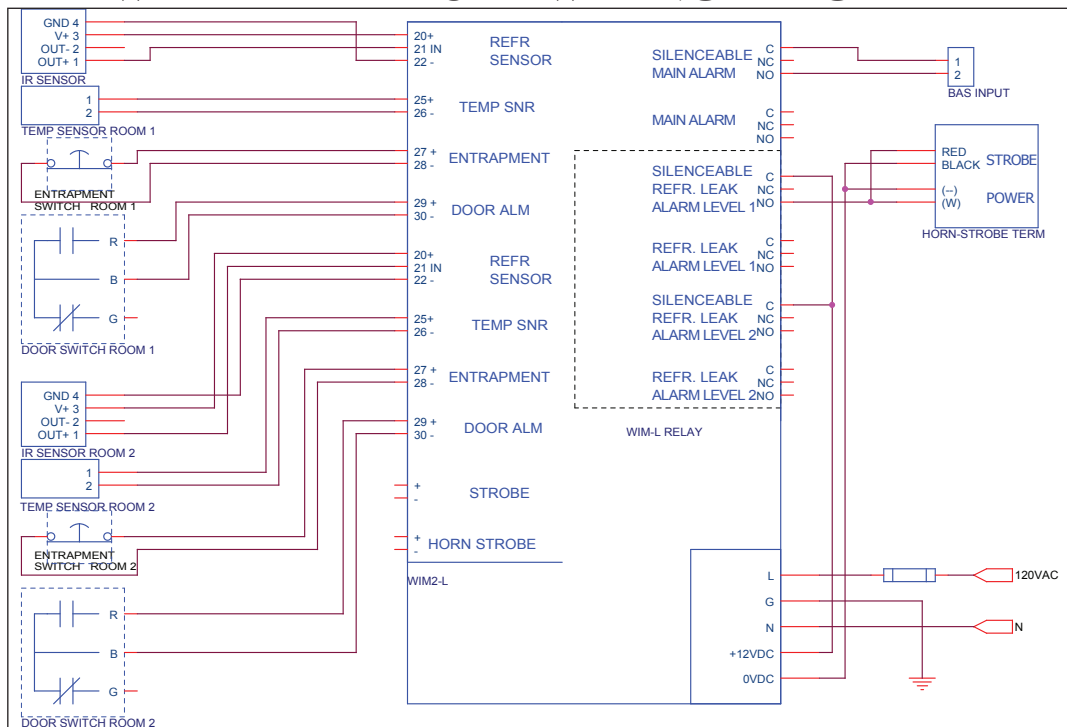 GND 4
V+ 3
OUT- 2
OUT+ 1
IR SENSOR
1
2
TEMP SENSOR ROOM 1
ENTRAPMENT
SWITCH ROOM 1
R
B
G
DOOR SWITCH ROOM 1
GND 4
V+ 3
OUT- 2
OUT+ 1
IR SENSOR ROOM 2
1
2
TEMP SENSOR ROOM 2
ENTRAPMENT
SWITCH ROOM 2
R
B
G
DOOR SWITCH ROOM 2
20+
21 IN
22 -
REFR
SENSOR
25+
26 -
TEMP SNR
27 +
28 -
ENTRAPMENT
29 +
30 -
DOOR ALM
20+
21 IN
22 -
REFR
SENSOR
25+
26 -
TEMP SNR
27 +
28 -
ENTRAPMENT
29 +
30 -
DOOR ALM
+
-
STROBE
+
-
HORN STROBE
WIM2-L
SILENCEABLE
MAIN ALARM
C
NC
NO
MAIN ALARM
C
NC
NO
SILENCEABLE
REFR. LEAK
ALARM LEVEL 1
C
NC
NO
REFR. LEAK
ALARM LEVEL 1
C
NC
NO
SILENCEABLE
REFR. LEAK
ALARM LEVEL 2
C
NC
NO
REFR. LEAK
ALARM LEVEL 2
C
NC
NO
WIM-L RELAY
L
G
N
+12VDC
0VDC
1
2
BAS INPUT
RED
BLACK
STROBE
(--)
(W)
POWER
HORN-STROBE TERM
120VAC
N